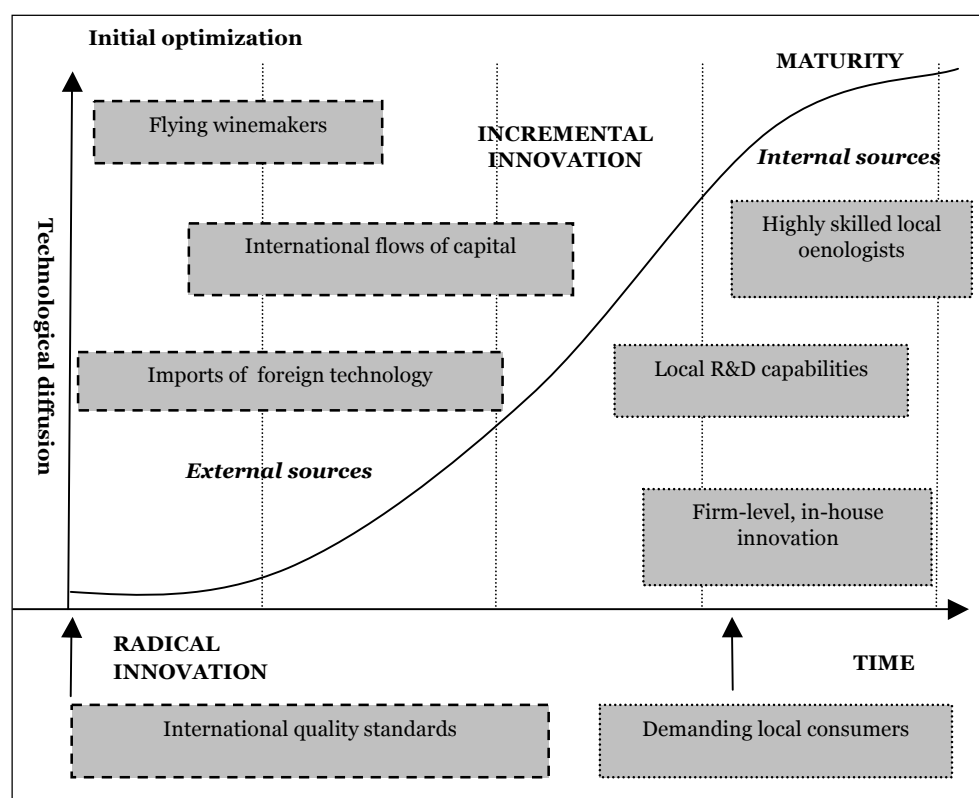 Initial optimization
MATURITY
Flying winemakers
INCREMENTAL
INNOVATION
Internal sources
Technological diffusion
International flows of capital
Highly skilled local
oenologists
Imports of foreign technology
Local R&D capabilities
External sources
Firm-level, in-house
innovation
RADICAL
INNOVATION
TIME
International quality standards
Demanding local consumers